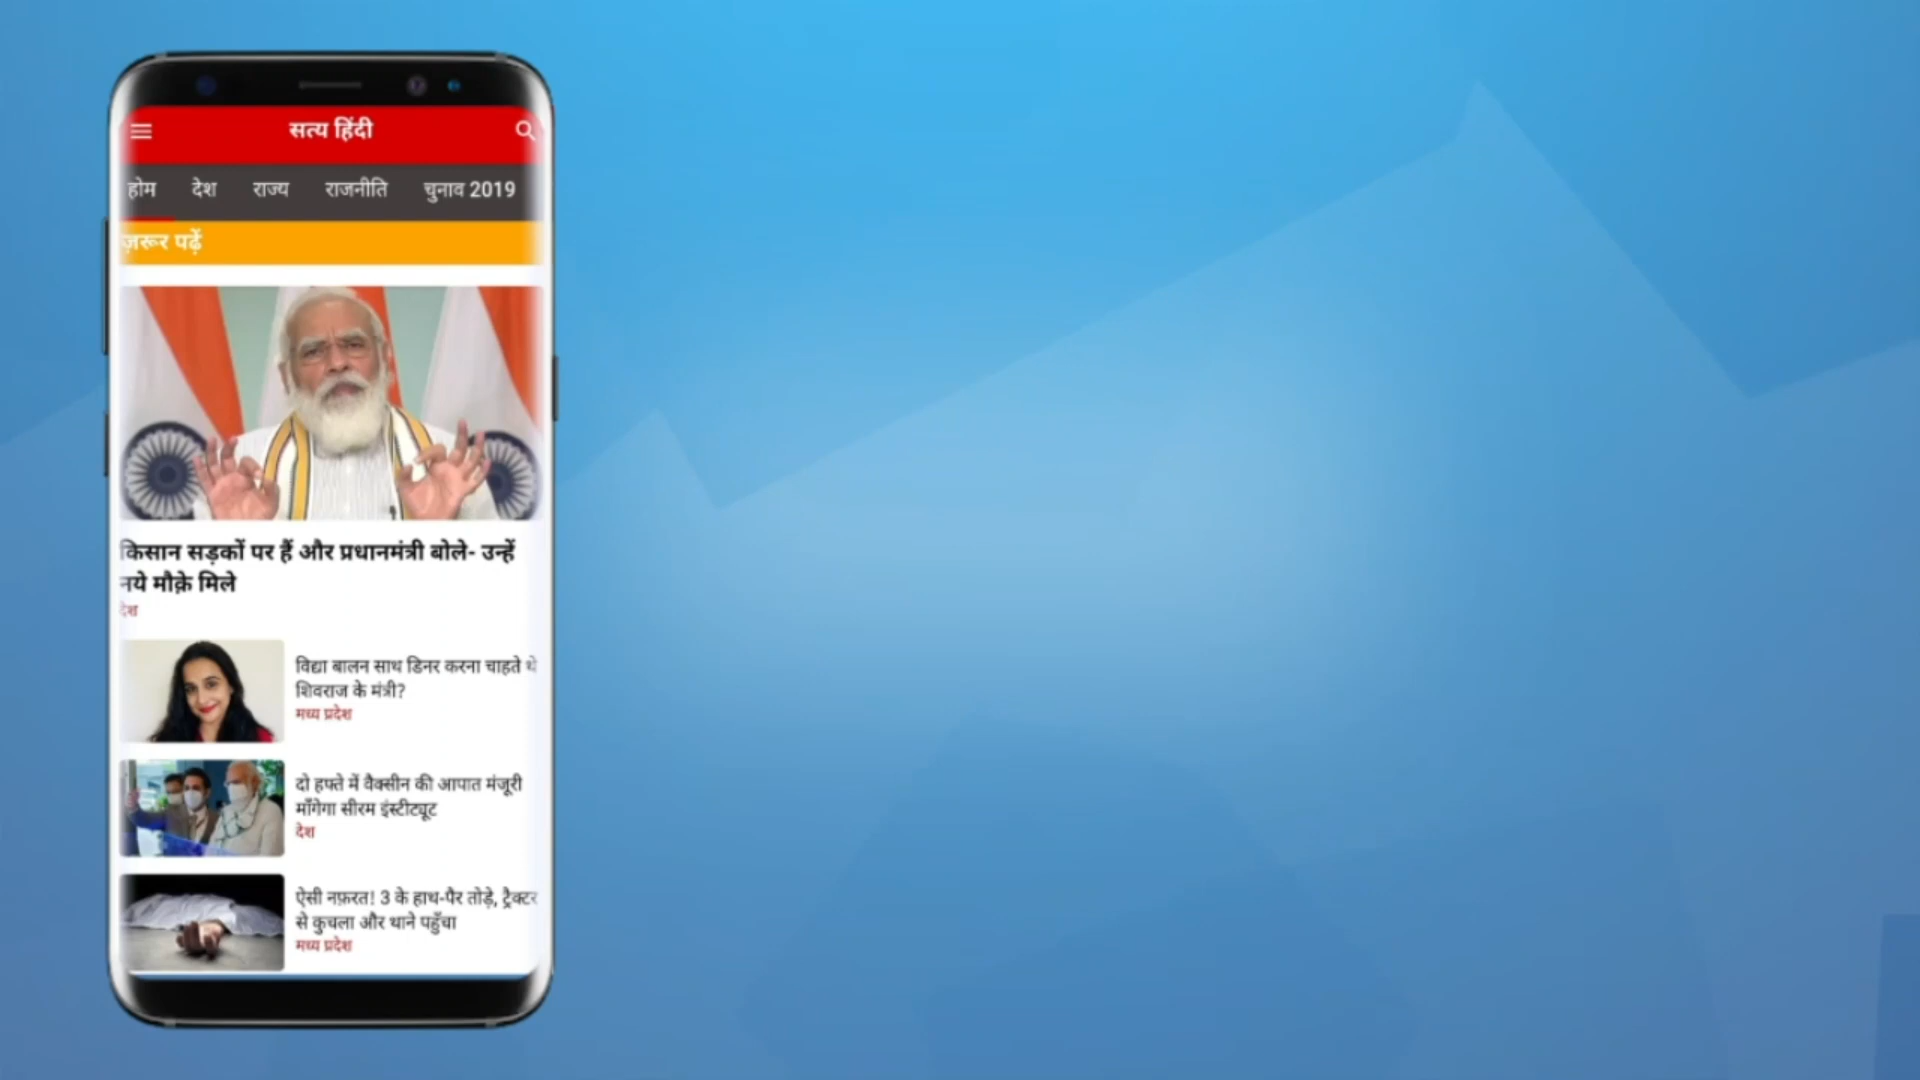 सत्य हिंदी
होम देश राज्य राजनीति चुनाव 2019
ज़रूर पढ़ें
किसान सड़कों पर हैं और प्रधानमंत्री बोले- उन्हें
नये मौक़े मिले
देश
विद्या बालन साथ डिनर करना चाहते थे
शिवराज के मंत्री?
मध्य प्रदेश
दो हफ्ते में वैक्सीन की आपात मंजूरी
माँगेगा सीरम इंस्टीट्यूट
देश
ऐसी नफ़रत! 3 के हाथ-पैर तोड़े, ट्रैक्टर
से कुचला और थाने पहुँचा
मध्य प्रदेश